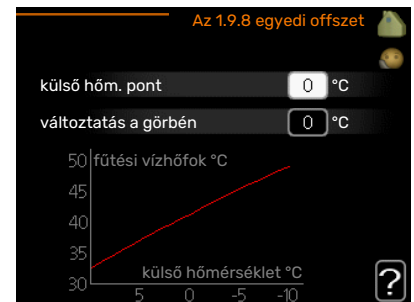 Az 1.9.8 egyedi offszet
külső hőm. pont 0 °C
változtatás a görbén 0 °C
50 fűtési vízhőfok °C
45
40
35
30 külső hőmérséklet °C
5 0 -5 -10
?